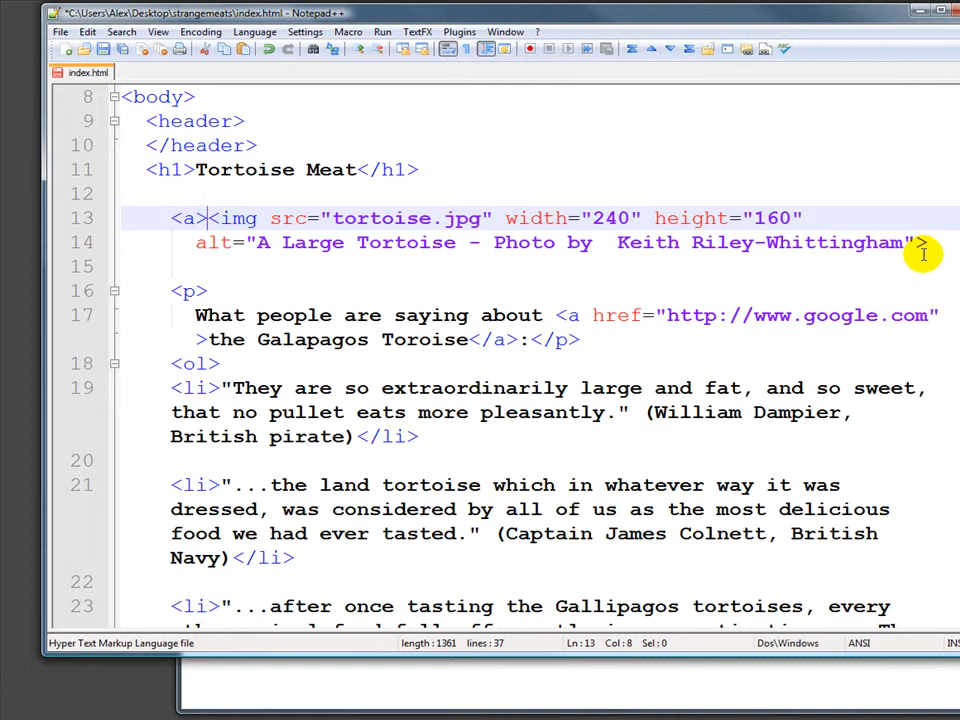 *C:\Users\Alex\Desktop\strangemeats\index.html - Notepad++
File Edit Search View Encoding Language Settings Macro Run TextFX Plugins Window ?
index.html
8 <body>
9 <header>
10 </header>
11 <h1>Tortoise Meat</h1>
12
13 <a><img src="tortoise.jpg" width="240" height="160"
14 alt="A Large Tortoise - Photo by  Keith Riley-Whittingham">
15
16 <p>
17 What people are saying about <a href="http://www.google.com"
>the Galapagos Toroise</a>:</p>
18 <ol>
19 <li>"They are so extraordinarily large and fat, and so sweet,
that no pullet eats more pleasantly." (William Dampier,
British pirate)</li>
20
21 <li>"...the land tortoise which in whatever way it was
dressed, was considered by all of us as the most delicious
food we had ever tasted." (Captain James Colnett, British
Navy)</li>
22
23 <li>"...after once tasting the Gallipagos tortoises, every
Hyper Text Markup Language file length : 1361 lines : 37 Ln : 13 Col : 8 Sel : 0 Dos\Windows ANSI INS